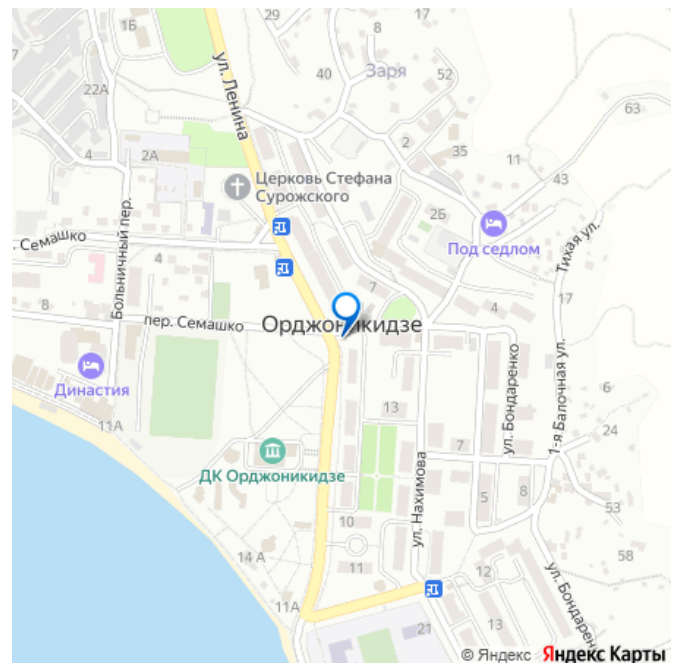 29
16
17
8
40
Заря
52
22А
ул. Ленина
63
4
2А
2
35
11
43
Церковь Стефана
Сурожского
2Б
Под седлом
Тихая ул.
Семашко
4
Больничный пер.
7
17
8
пер. Семашко
Орджоникидзе
4
Династия
ул. Бондаренко
1-я Балочная ул.
6
11А
13
24
ДК Орджоникидзе
7
ул. Нахимова
5
8
53
10
14 А
11
12
58
11А
21
13
ул. Бондаренко
© Яндекс Яндекс Карты